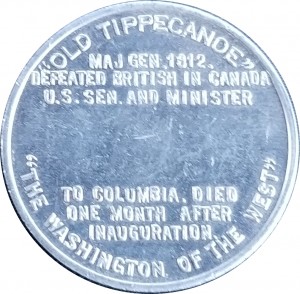 "OLD TIPPECANOE"
MAJ GEN. 1812.
DEFEATED BRITISH IN CANADA
U.S. SEN. AND MINISTER
TO COLUMBIA. DIED
ONE MONTH AFTER
INAUGURATION
"THE WASHINGTON OF THE WEST"